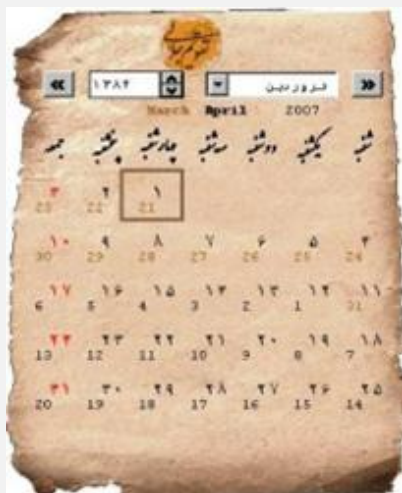 فروردین ۱۳۸۶
March April 2007
شنبه یکشنبه دوشنبه سه شنبه چهارشنبه پنجشنبه جمعه
۱ ۲ ۳
21 22 23
۴ ۵ ۶ ۷ ۸ ۹ ۱۰
24 25 26 27 28 29 30
۱۱ ۱۲ ۱۳ ۱۴ ۱۵ ۱۶ ۱۷
31 1 2 3 4 5 6
۱۸ ۱۹ ۲۰ ۲۱ ۲۲ ۲۳ ۲۴
7 8 9 10 11 12 13
۲۵ ۲۶ ۲۷ ۲۸ ۲۹ ۳۰ ۳۱
14 15 16 17 18 19 20